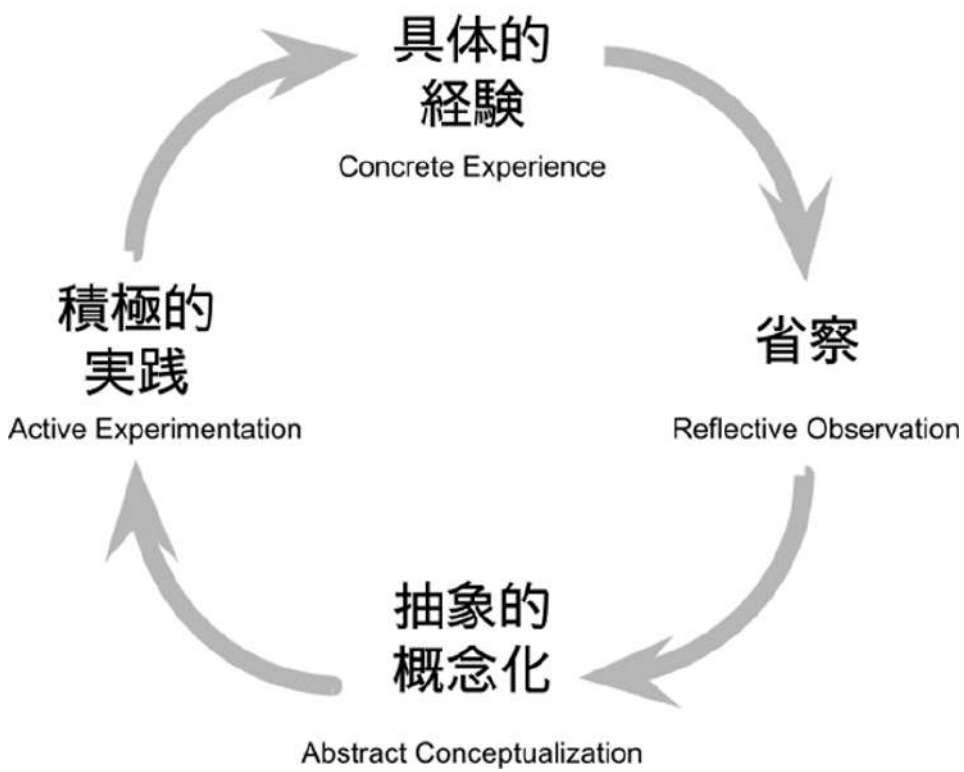 具体的
経験
Concrete Experience
積極的
実践
Active Experimentation
省察
Reflective Observation
抽象的
概念化
Abstract Conceptualization